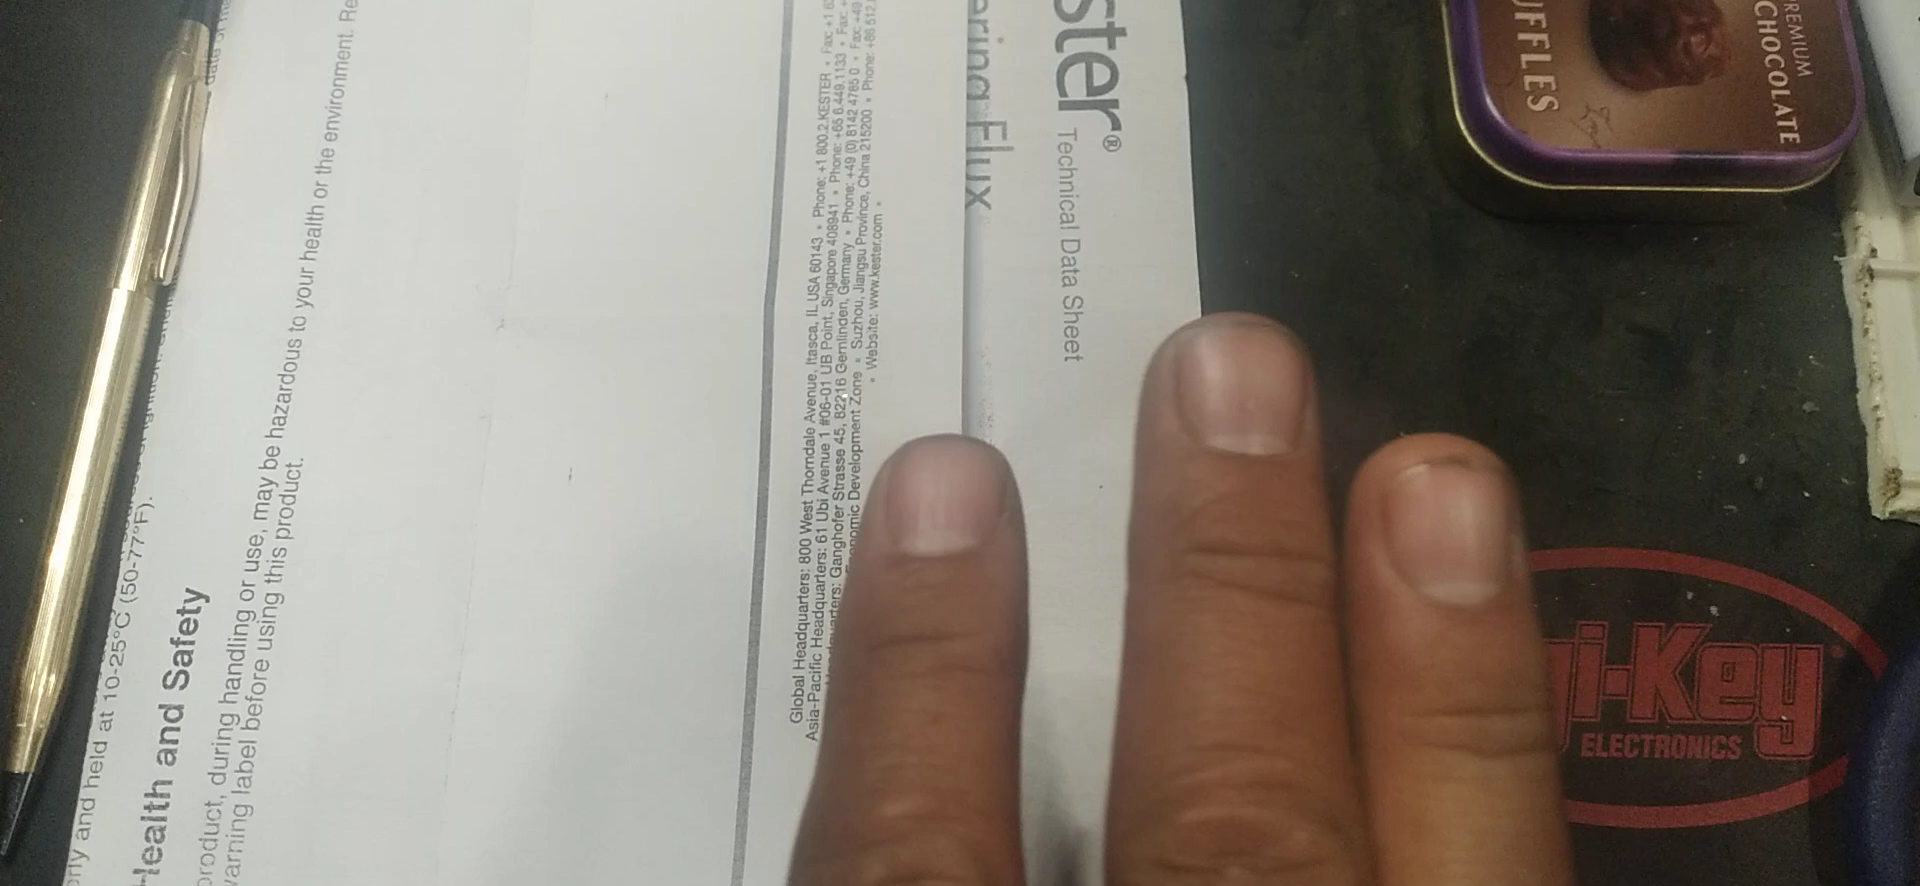 ster®
Technical Data Sheet
Flux
Global Headquarters: 800 West Thorndale Avenue, Itasca, IL USA 60143 • Phone: +1 800.2.KESTER • Fax: +1 63
Asia-Pacific Headquarters: 61 Ubi Avenue 1 #06-01 UB Point, Singapore 408941 • Phone: +65 6.449.1133 • Fax: +
Ganghofer Strasse 45, 82216 Gernlinden, Germany • Phone: +49 (0) 8142 4785 0 • Fax: +49
Economic Development Zone • Suzhou, Jiangsu Province, China 215200 • Phone: +86 512.
• Website: www.kester.com •
erly and held at 10-25°C (50-77°F).
Health and Safety
product, during handling or use, may be hazardous to your health or the environment. Re
warning label before using this product.
PREMIUM
CHOCOLATE
UFFLES
gi-Key
ELECTRONICS